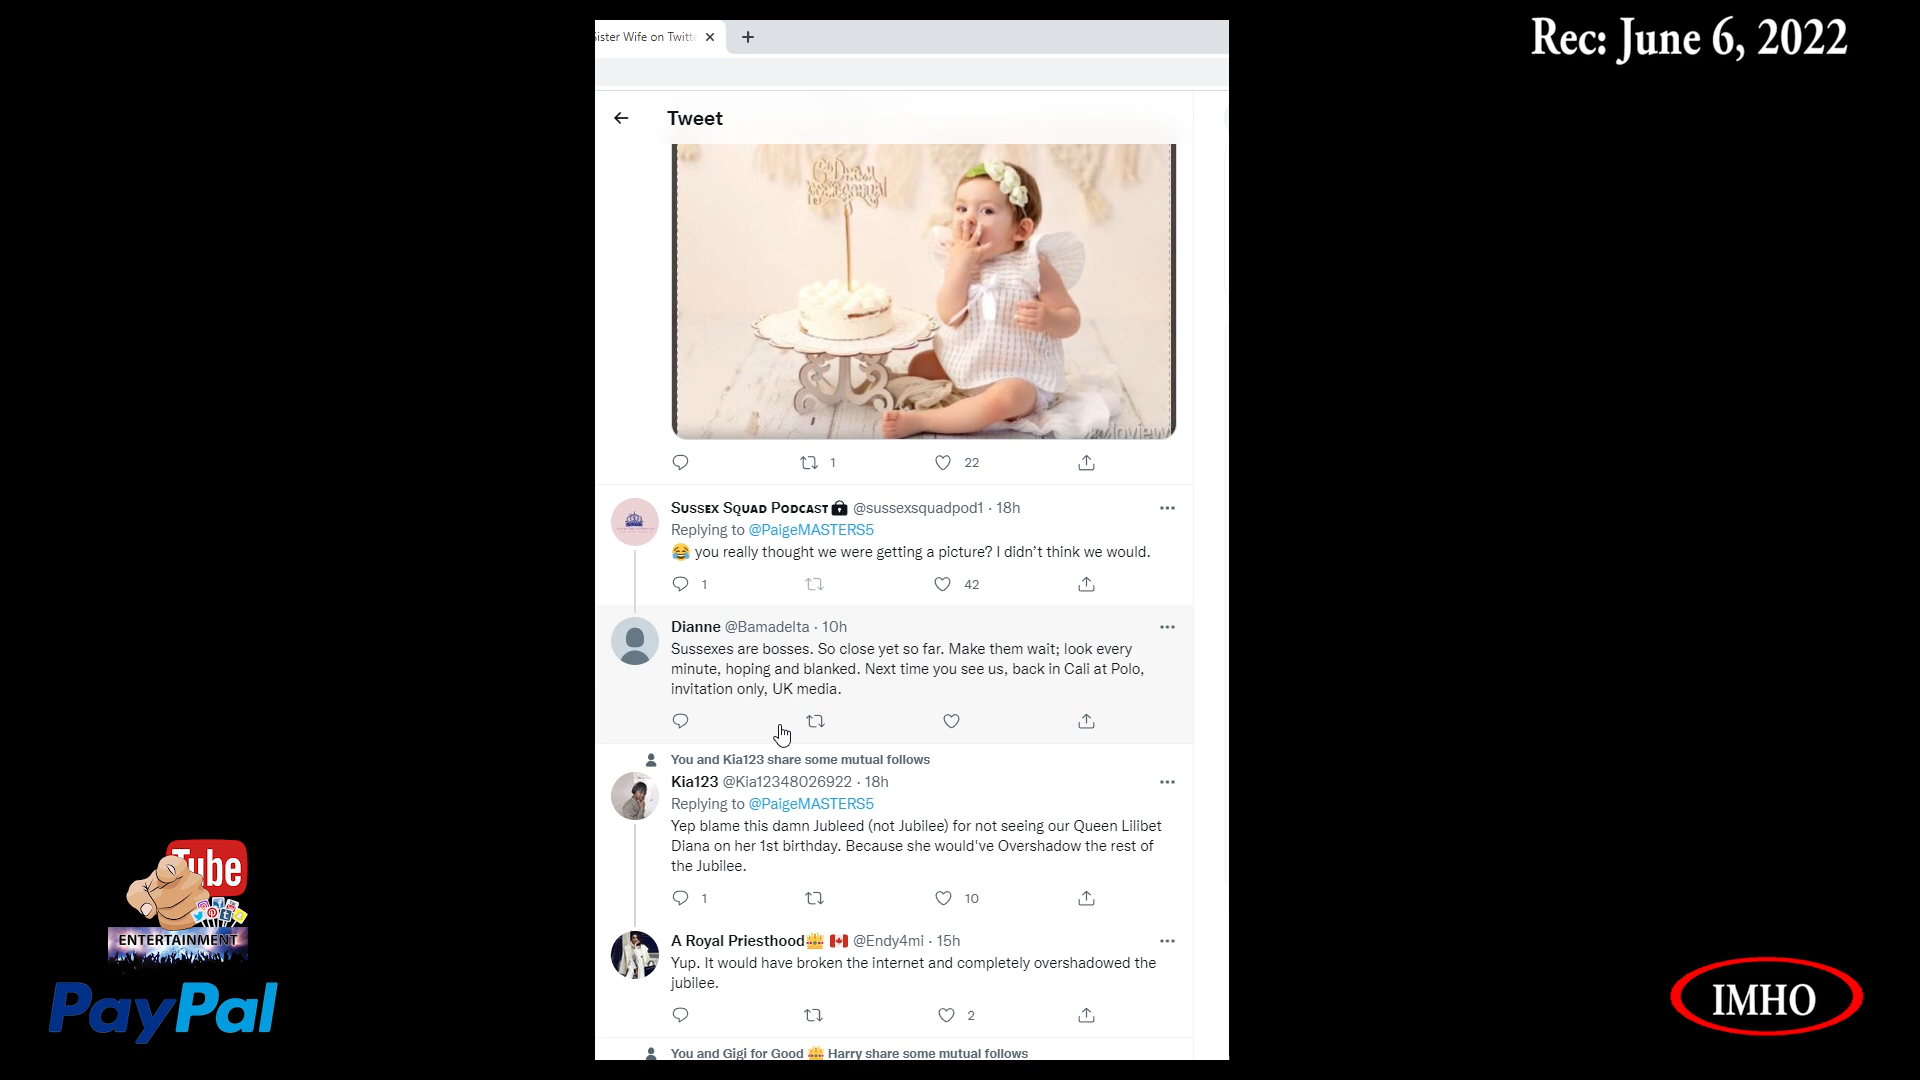 Rec: June 6, 2022
Sister Wife on Twitte
Tweet
1
22
Sussex Squad Podcast @sussexsquadpod1 · 18h
Replying to @PaigeMASTERS5
😂 you really thought we were getting a picture? I didn’t think we would.
1
42
Dianne @Bamadelta · 10h
Sussexes are bosses. So close yet so far. Make them wait; look every
minute, hoping and blanked. Next time you see us, back in Cali at Polo,
invitation only, UK media.
You and Kia123 share some mutual follows
Kia123 @Kia12348026922 · 18h
Replying to @PaigeMASTERS5
Yep blame this damn Jubleed (not Jubilee) for not seeing our Queen Lilibet
Diana on her 1st birthday. Because she would've Overshadow the rest of
the Jubilee.
1
10
A Royal Priesthood @Endy4mi · 15h
Yup. It would have broken the internet and completely overshadowed the
jubilee.
2
You and Gigi for Good 👑 Harry share some mutual follows
Tube
ENTERTAINMENT
PayPal
IMHO